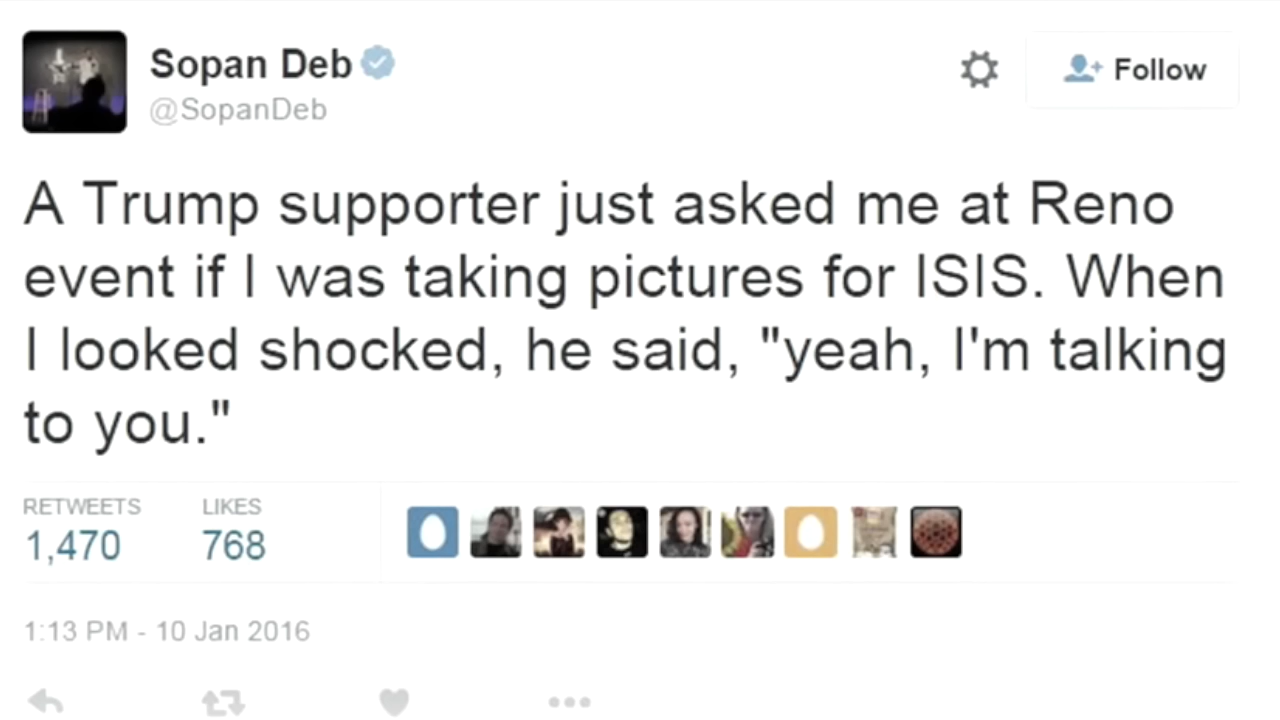 Sopan Deb
@SopanDeb
Follow
A Trump supporter just asked me at Reno
event if I was taking pictures for ISIS. When
I looked shocked, he said, "yeah, I'm talking
to you."
RETWEETS LIKES
1,470 768
1:13 PM - 10 Jan 2016